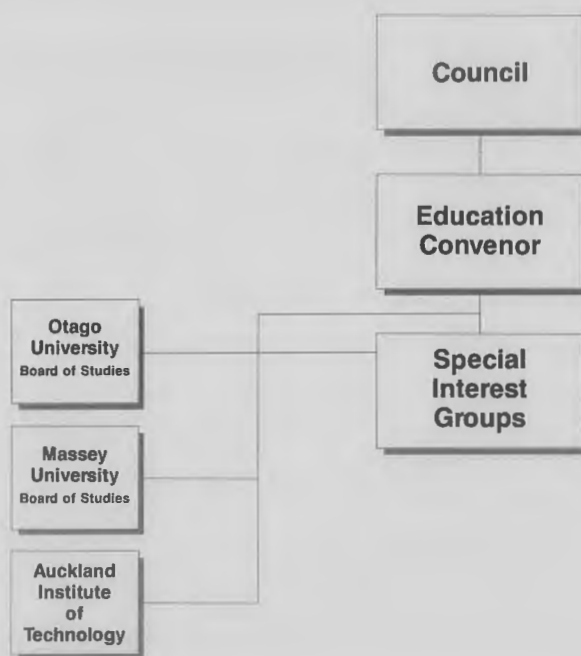 Council
Education
Convenor
Special
Interest
Groups
Otago
University
Board of Studies
Massey
University
Board of Studies
Auckland
Institute
of
Technology